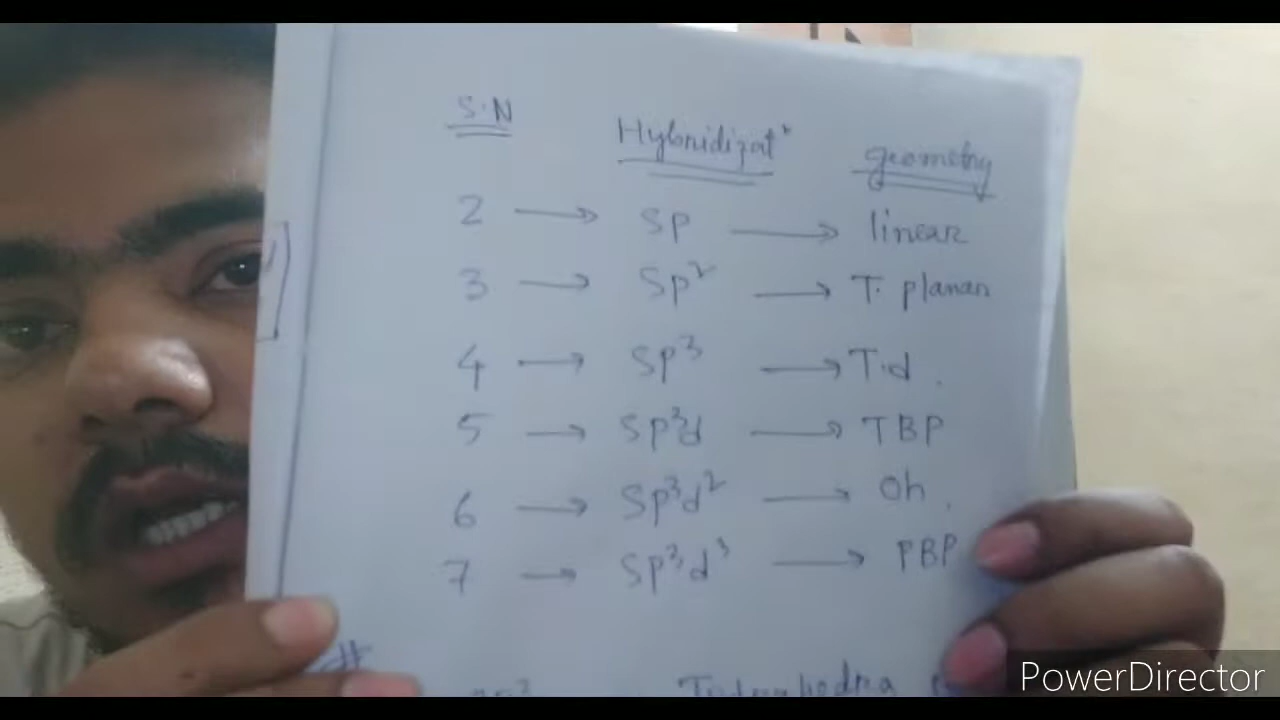 S.N Hybridizatⁿ geometry
2 → sp → linear
3 → sp² → T. planar
4 → sp³ → T.d.
5 → sp³d → TBP
6 → sp³d² → Oh.
7 → sp³d³ → PBP
PowerDirector